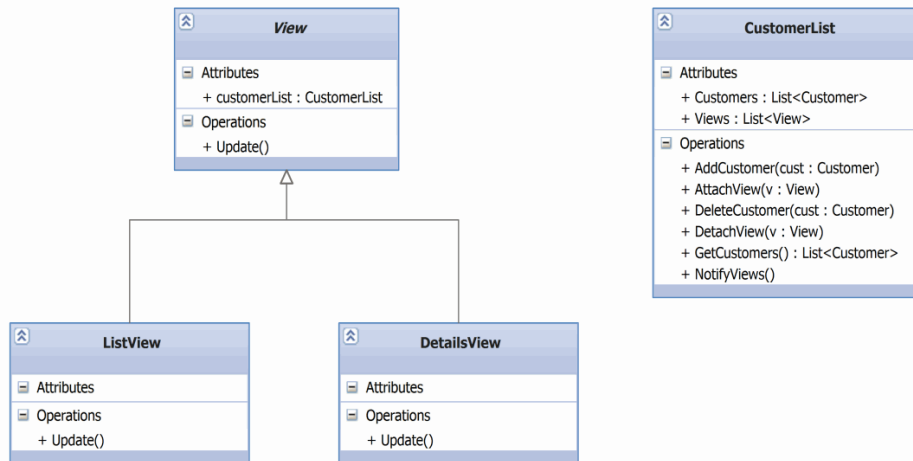 View
Attributes
+ customerList : CustomerList
Operations
+ Update()
CustomerList
Attributes
+ Customers : List<Customer>
+ Views : List<View>
Operations
+ AddCustomer(cust : Customer)
+ AttachView(v : View)
+ DeleteCustomer(cust : Customer)
+ DetachView(v : View)
+ GetCustomers() : List<Customer>
+ NotifyViews()
ListView
Attributes
Operations
+ Update()
DetailsView
Attributes
Operations
+ Update()